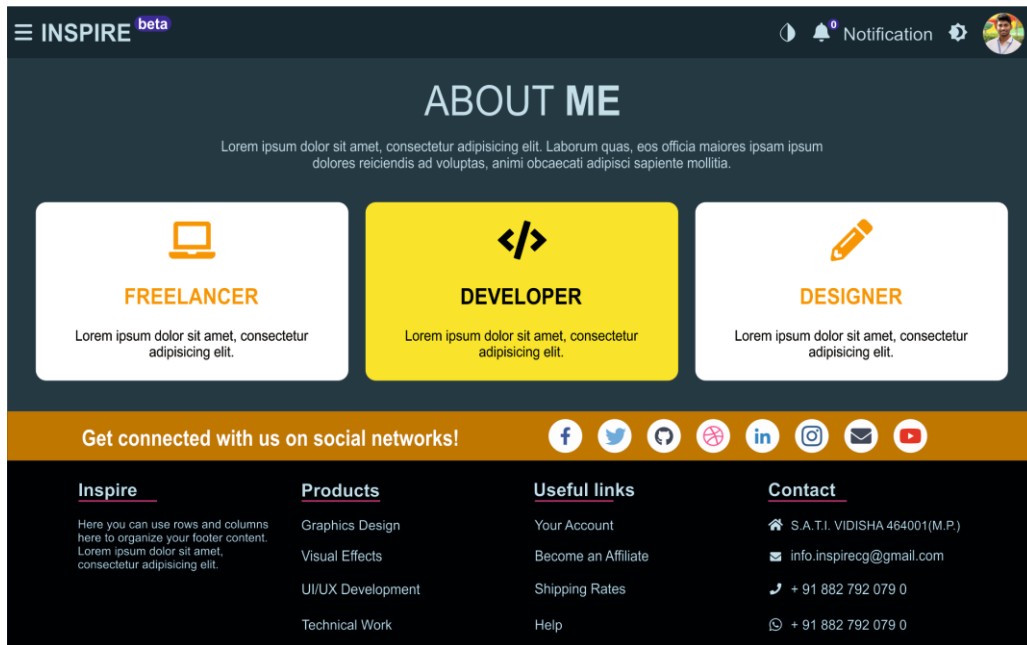 INSPIRE beta
0 Notification
ABOUT ME
Lorem ipsum dolor sit amet, consectetur adipisicing elit. Laborum quas, eos officia maiores ipsam ipsum
dolores reiciendis ad voluptas, animi obcaecati adipisci sapiente mollitia.
FREELANCER
Lorem ipsum dolor sit amet, consectetur
adipisicing elit.
DEVELOPER
Lorem ipsum dolor sit amet, consectetur
adipisicing elit.
DESIGNER
Lorem ipsum dolor sit amet, consectetur
adipisicing elit.
Get connected with us on social networks!
Inspire
Here you can use rows and columns
here to organize your footer content.
Lorem ipsum dolor sit amet,
consectetur adipisicing elit.
Products
Graphics Design
Visual Effects
UI/UX Development
Technical Work
Useful links
Your Account
Become an Affiliate
Shipping Rates
Help
Contact
S.A.T.I. VIDISHA 464001(M.P.)
info.inspirecg@gmail.com
+ 91 882 792 079 0
+ 91 882 792 079 0